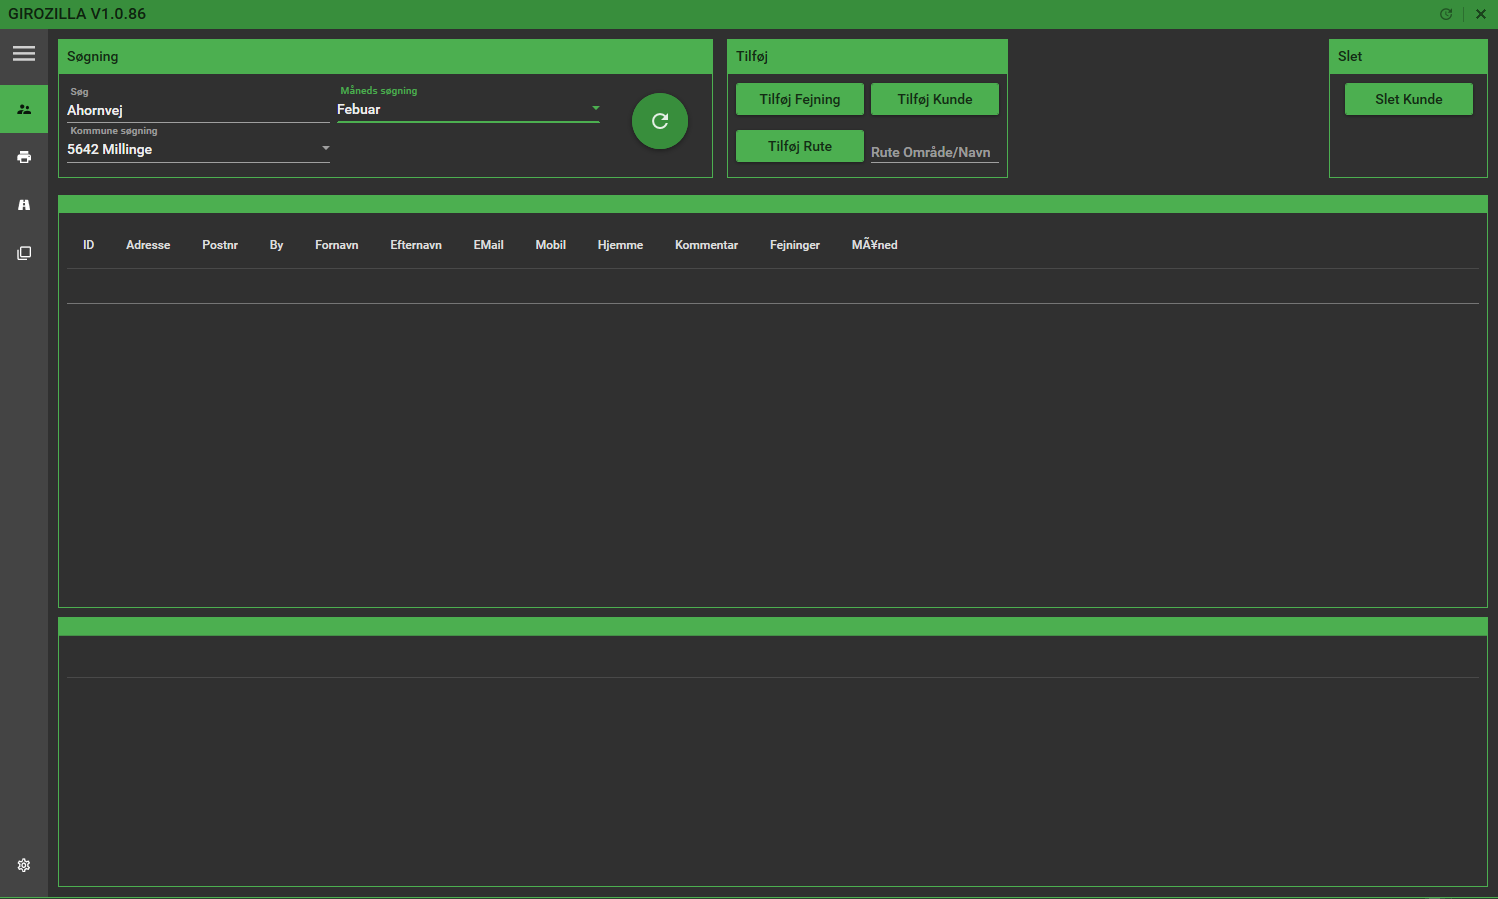 GIROZILLA V1.0.86
Søgning
Søg
Ahornvej
Måneds søgning
Febuar
Kommune søgning
5642 Millinge
Tilføj
Tilføj Fejning
Tilføj Kunde
Tilføj Rute
Rute Område/Navn
Slet
Slet Kunde
ID Adresse Postnr By Fornavn Efternavn EMail Mobil Hjemme Kommentar Fejninger MÃ¥ned